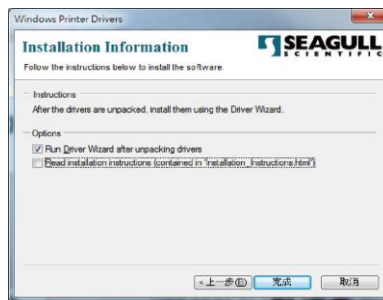 Windows Printer Drivers
Installation Information
SEAGULL
SCIENTIFIC
Follow the instructions below to install the software.
Instructions
After the drivers are unpacked, install them using the Driver Wizard.
Options
Run Driver Wizard after unpacking drivers
Read installation instructions (contained in "Installation_Instructions.html")
<上一步(B)
完成
取消